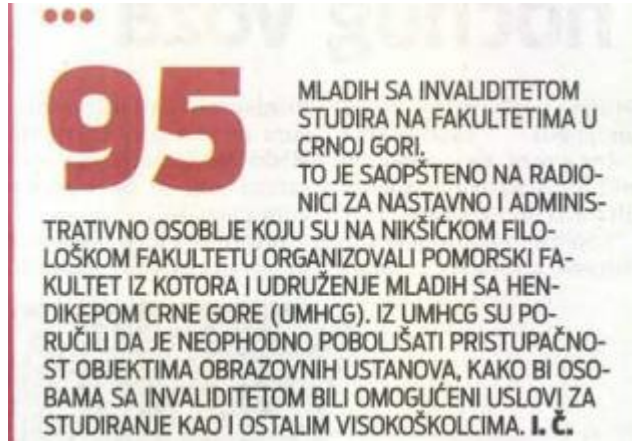 95
MLADIH SA INVALIDITETOM
STUDIRA NA FAKULTETIMA U
CRNOJ GORI.
TO JE SAOPŠTENO NA RADIO-
NICI ZA NASTAVNO I ADMINIS-
TRATIVNO OSOBLJE KOJU SU NA NIKŠIĆKOM FILO-
LOŠKOM FAKULTETU ORGANIZOVALI POMORSKI FA-
KULTET IZ KOTORA I UDRUŽENJE MLADIH SA HEN-
DIKEPOM CRNE GORE (UMHCG). IZ UMHCG SU PO-
RUČILI DA JE NEOPHODNO POBOLJŠATI PRISTUPAČNO-
ST OBJEKTIMA OBRAZOVNIH USTANOVA, KAKO BI OSO-
BAMA SA INVALIDITETOM BILI OMOGUĆENI USLOVI ZA
STUDIRANJE KAO I OSTALIM VISOKOŠKOLCIMA. I. Č.